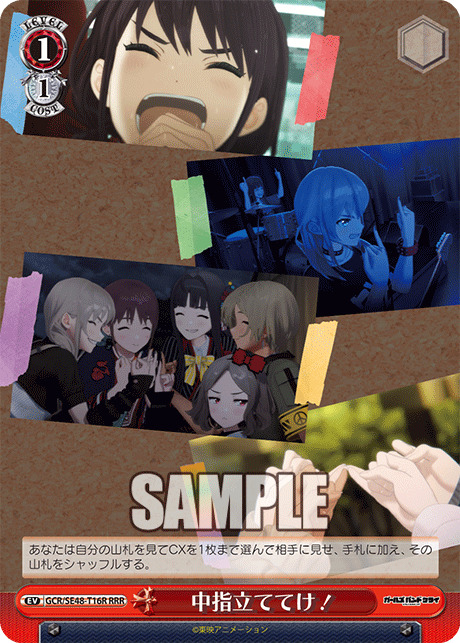 LEVEL
1
1
COST
SAMPLE
あなたは自分の山札を見てCXを1枚まで選んで相手に見せ、手札に加え、その
山札をシャッフルする。
EV GCR/SE48-T16R RRR 中指立ててけ! ガールズバンドクライ
©東映アニメーション